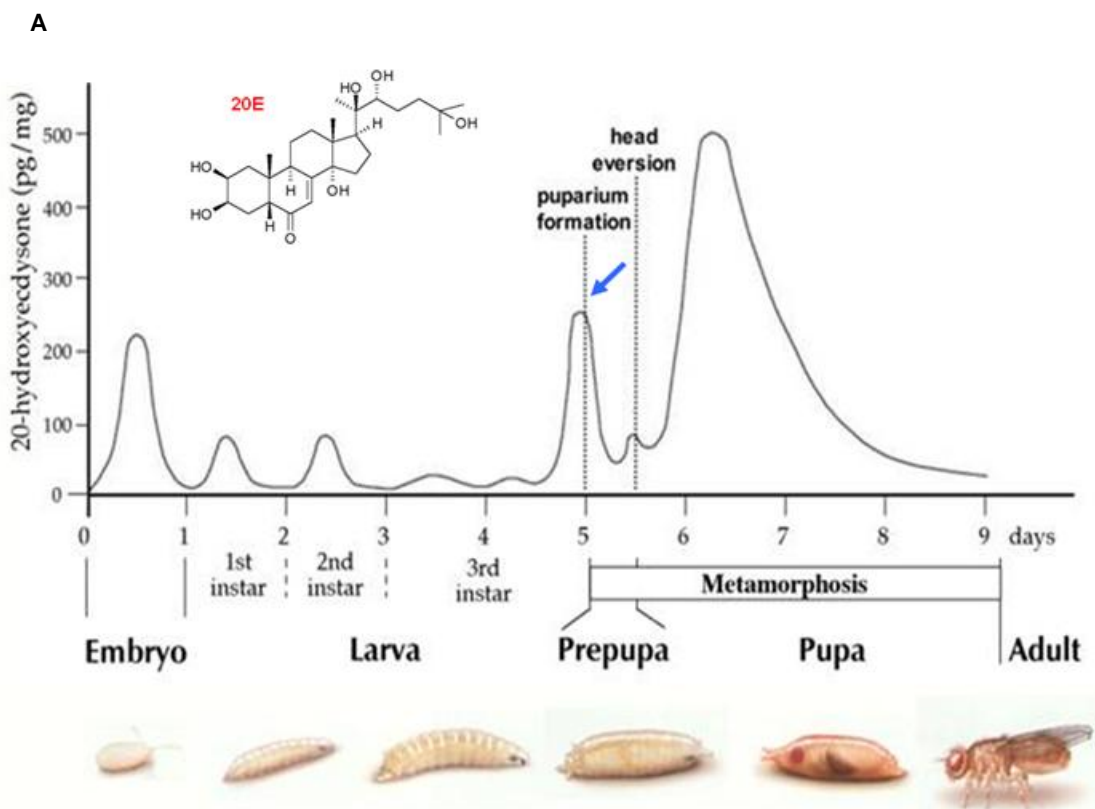 A
20-hydroxyecdysone (pg/mg)
500
400
300
200
100
0
20E
HO
OH
HO
H
OH
HO
H
OH
HO
H
O
puparium
formation
head
eversion
0 1 2 3 4 5 6 7 8 9 days
1st
instar
2nd
instar
3rd
instar
Metamorphosis
Embryo Larva Prepupa Pupa Adult